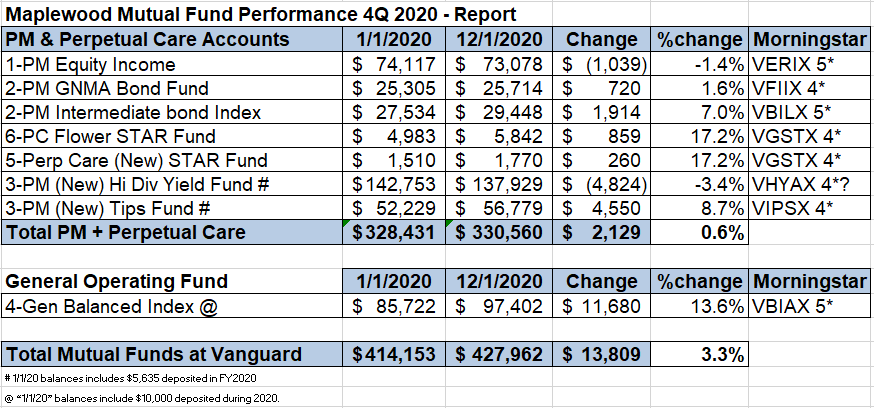 Maplewood Mutual Fund Performance 4Q 2020 - Report
PM & Perpetual Care Accounts 1/1/2020 12/1/2020 Change %change Morningstar
1-PM Equity Income $ 74,117 $ 73,078 $ (1,039) -1.4% VERIX 5*
2-PM GNMA Bond Fund $ 25,305 $ 25,714 $ 720 1.6% VFIIX 4*
2-PM Intermediate bond Index $ 27,534 $ 29,448 $ 1,914 7.0% VBILX 5*
6-PC Flower STAR Fund $ 4,983 $ 5,842 $ 859 17.2% VGSTX 4*
5-Perp Care (New) STAR Fund $ 1,510 $ 1,770 $ 260 17.2% VGSTX 4*
3-PM (New) Hi Div Yield Fund # $142,753 $ 137,929 $ (4,824) -3.4% VHYAX 4*?
3-PM (New) Tips Fund # $ 52,229 $ 56,779 $ 4,550 8.7% VIPSX 4*
Total PM + Perpetual Care $328,431 $ 330,560 $ 2,129 0.6%
General Operating Fund 1/1/2020 12/1/2020 Change %change Morningstar
4-Gen Balanced Index @ $ 85,722 $ 97,402 $ 11,680 13.6% VBIAX 5*
Total Mutual Funds at Vanguard $414,153 $ 427,962 $ 13,809 3.3%
# 1/1/20 balances includes $5,635 deposited in FY2020
@ "1/1/20" balances include $10,000 deposited during 2020.